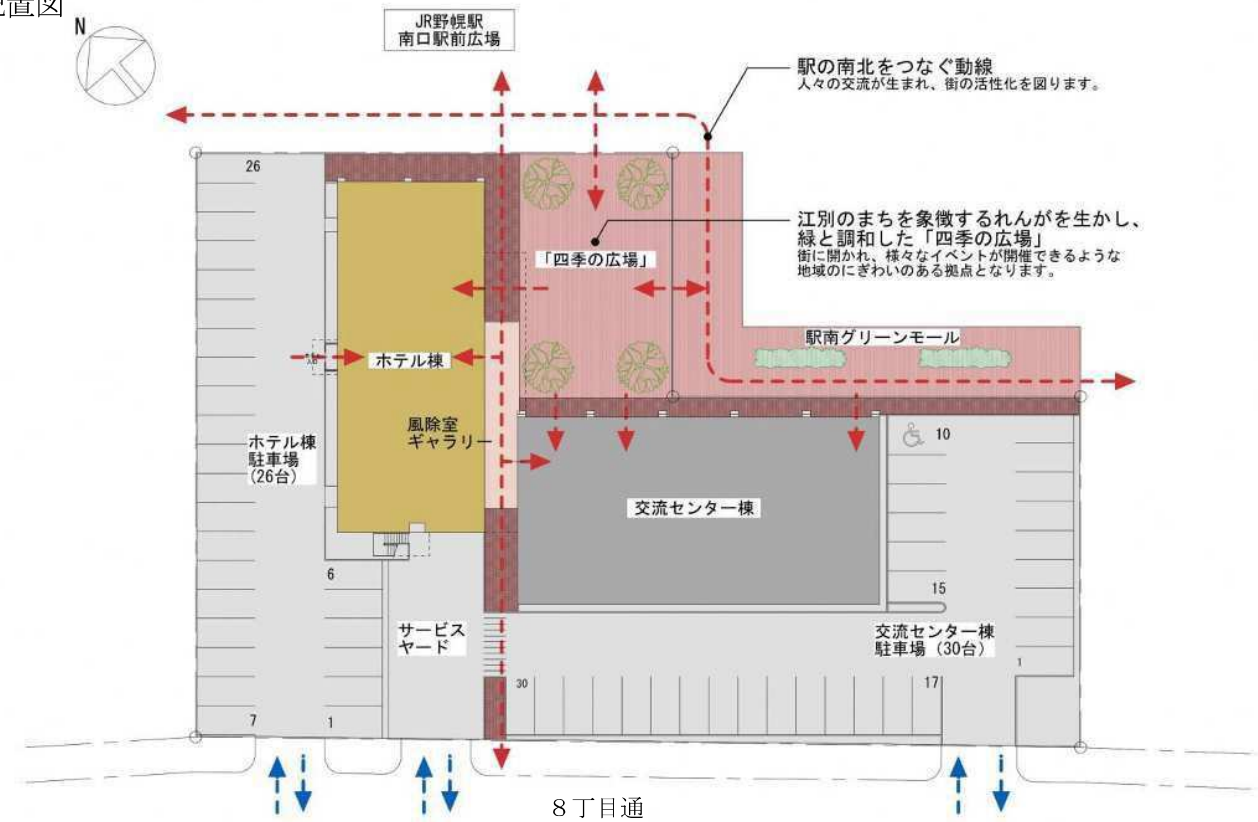 配置図
N
JR野幌駅
南口駅前広場
駅の南北をつなぐ動線
人々の交流が生まれ、街の活性化を図ります。
26
江別のまちを象徴するれんがを生かし、
緑と調和した「四季の広場」
街に開かれ、様々なイベントが開催できるような
地域のにぎわいのある拠点となります。
「四季の広場」
駅南グリーンモール
ホテル棟
風除室
ギャラリー
ホテル棟
駐車場
(26台)
10
交流センター棟
6
15
サービス
ヤード
交流センター棟
駐車場（30台）
1
30
17
7
1
８丁目通